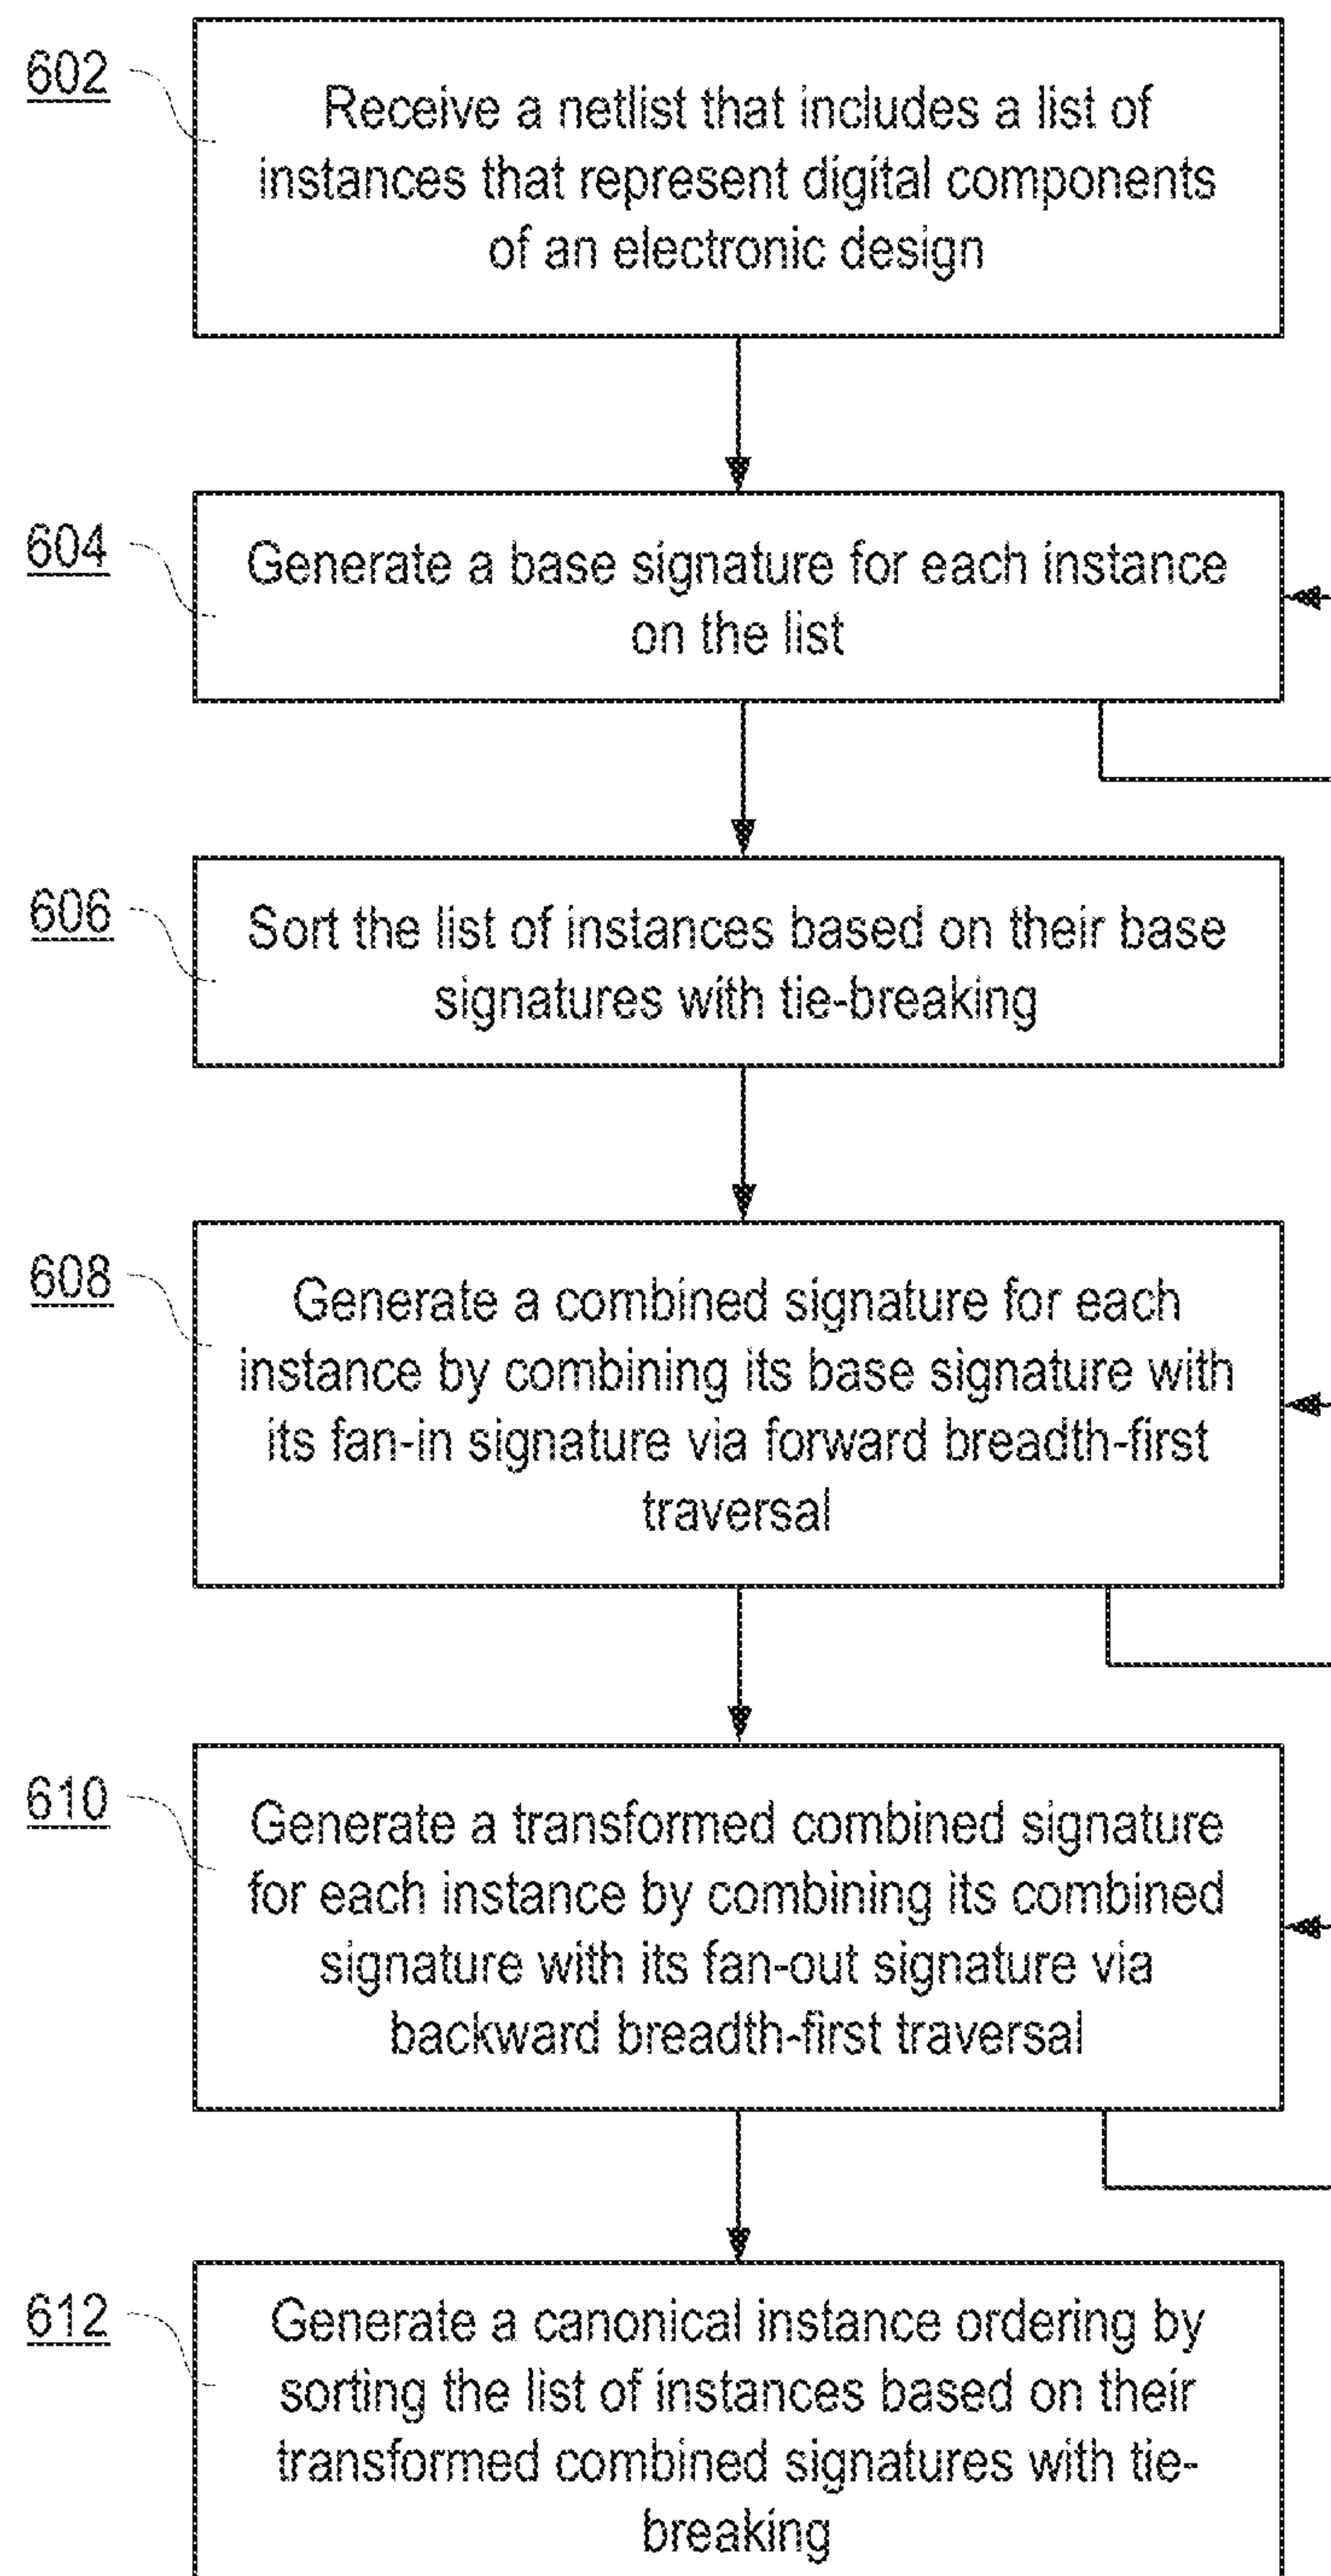 602
Receive a netlist that includes a list of
instances that represent digital components
of an electronic design
604
Generate a base signature for each instance
on the list
606
Sort the list of instances based on their base
signatures with tie-breaking
608
Generate a combined signature for each
instance by combining its base signature with
its fan-in signature via forward breadth-first
traversal
610
Generate a transformed combined signature
for each instance by combining its combined
signature with its fan-out signature via
backward breadth-first traversal
612
Generate a canonical instance ordering by
sorting the list of instances based on their
transformed combined signatures with tie-
breaking